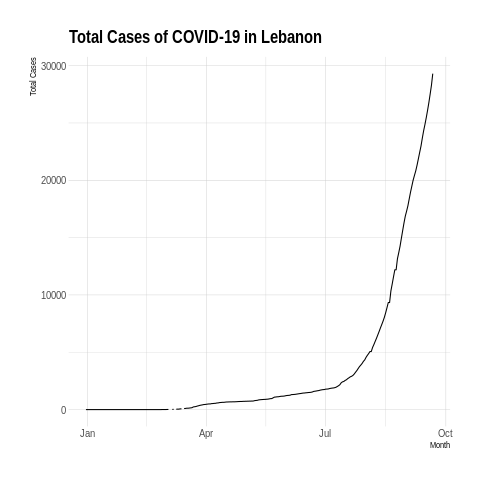 Total Cases of COVID-19 in Lebanon
Total Cases
30000
20000
10000
0
Jan Apr Jul Oct
Month